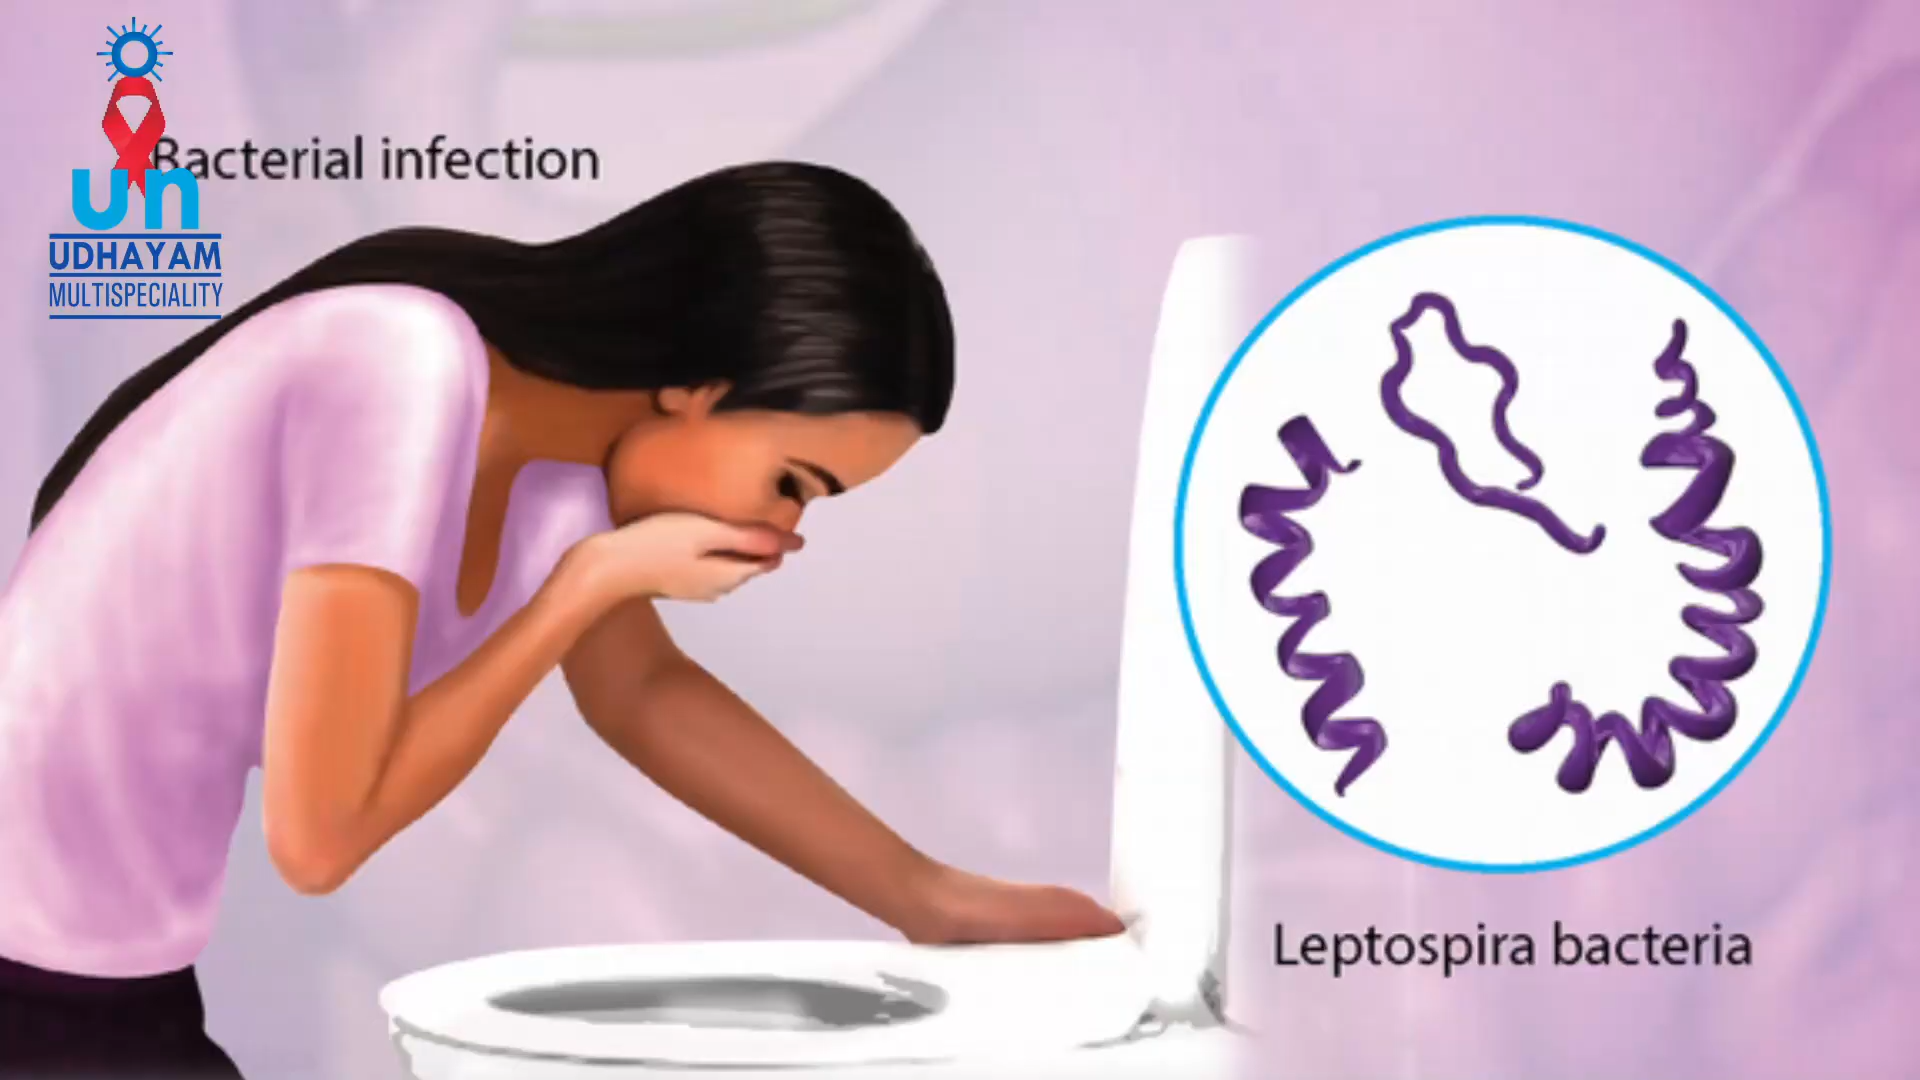 Bacterial infection
un
UDHAYAM
MULTISPECIALITY
Leptospira bacteria